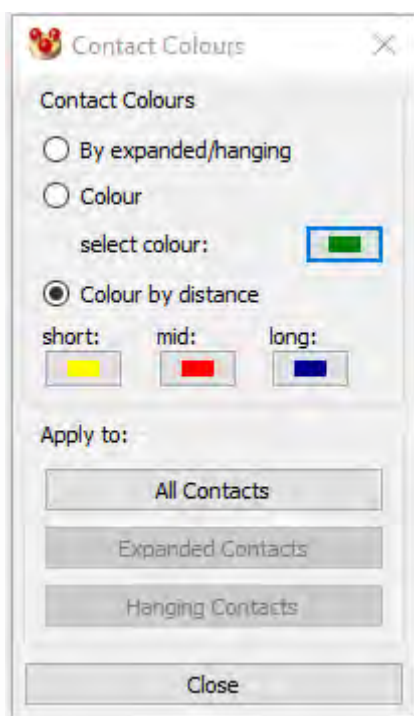 Contact Colours
Contact Colours
By expanded/hanging
Colour
select colour:
Colour by distance
short: mid: long:
Apply to:
All Contacts
Expanded Contacts
Hanging Contacts
Close